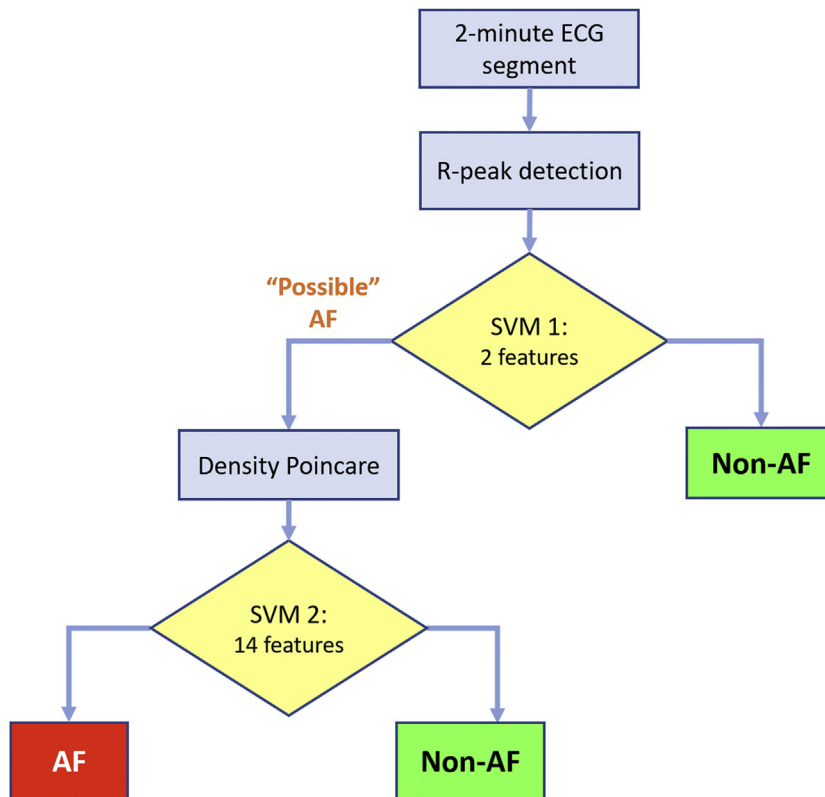 2-minute ECG
segment
R-peak detection
"Possible"
AF
SVM 1:
2 features
Non-AF
Density Poincare
SVM 2:
14 features
AF
Non-AF